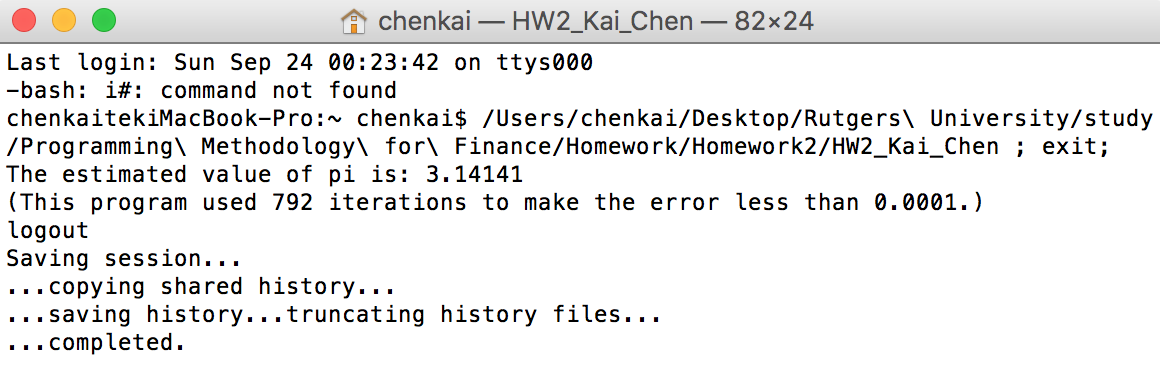 chenkai — HW2_Kai_Chen — 82×24
Last login: Sun Sep 24 00:23:42 on ttys000
-bash: i#: command not found
chenkaitekiMacBook-Pro:~ chenkai$ /Users/chenkai/Desktop/Rutgers\ University/study
/Programming\ Methodology\ for\ Finance/Homework/Homework2/HW2_Kai_Chen ; exit;
The estimated value of pi is: 3.14141
(This program used 792 iterations to make the error less than 0.0001.)
logout
Saving session...
...copying shared history...
...saving history...truncating history files...
...completed.